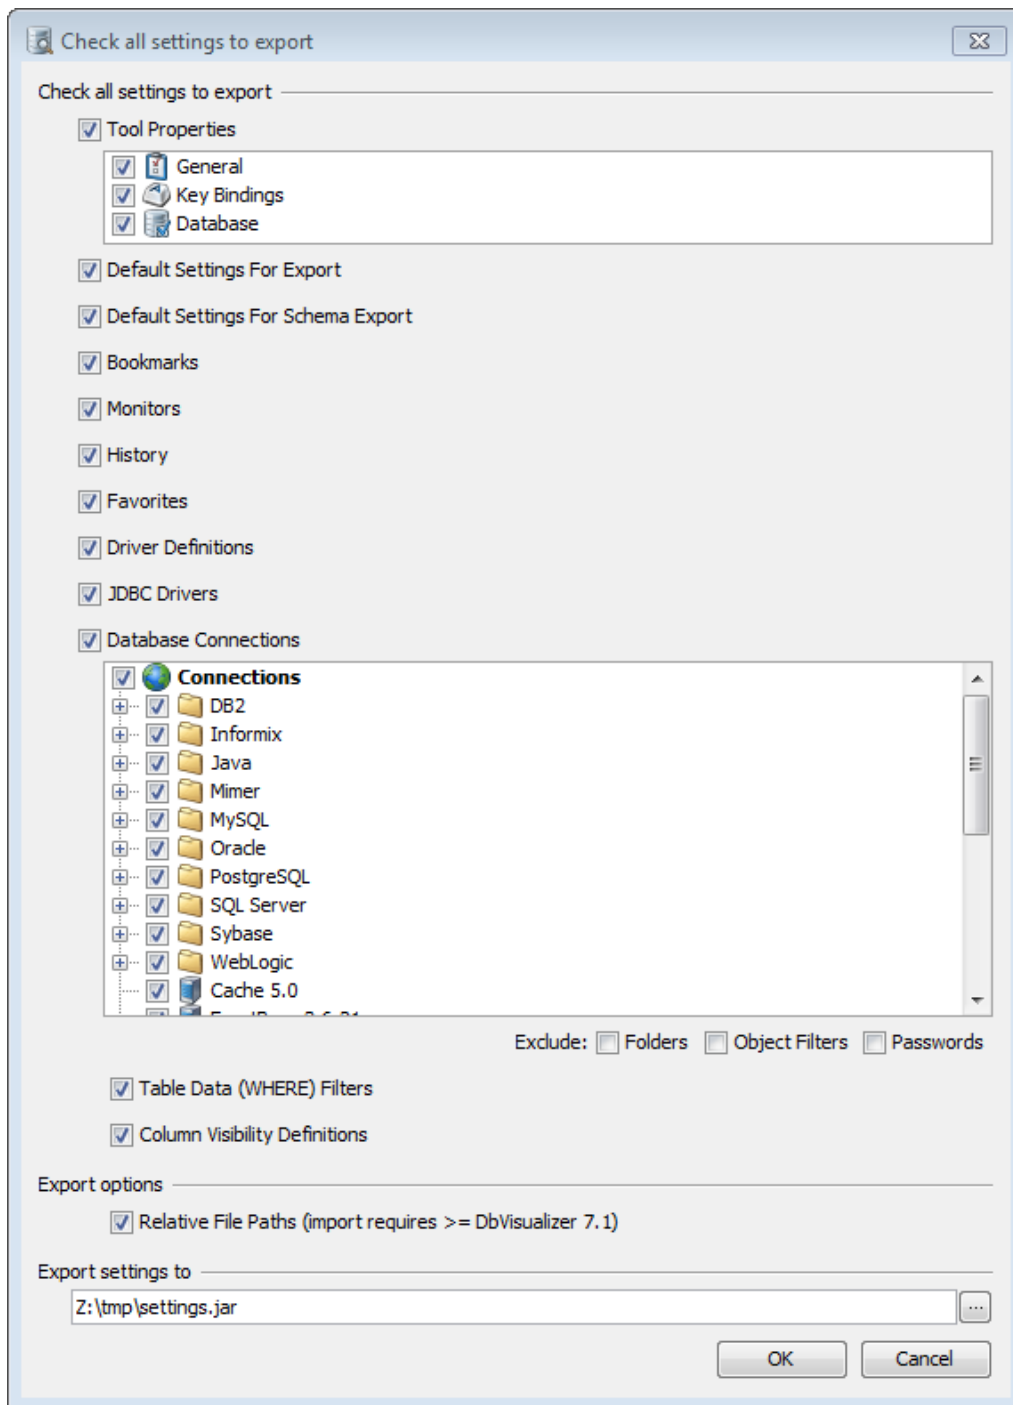 Check all settings to export
Check all settings to export
Tool Properties
General
Key Bindings
Database
Default Settings For Export
Default Settings For Schema Export
Bookmarks
Monitors
History
Favorites
Driver Definitions
JDBC Drivers
Database Connections
Connections
DB2
Informix
Java
Mimer
MySQL
Oracle
PostgreSQL
SQL Server
Sybase
WebLogic
Cache 5.0
Exclude: Folders Object Filters Passwords
Table Data (WHERE) Filters
Column Visibility Definitions
Export options
Relative File Paths (import requires >= DbVisualizer 7.1)
Export settings to
Z:\tmp\settings.jar ...
OK Cancel